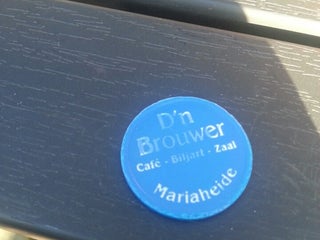 D'n
Brouwer
Café · Biljart · Zaal
Mariaheide